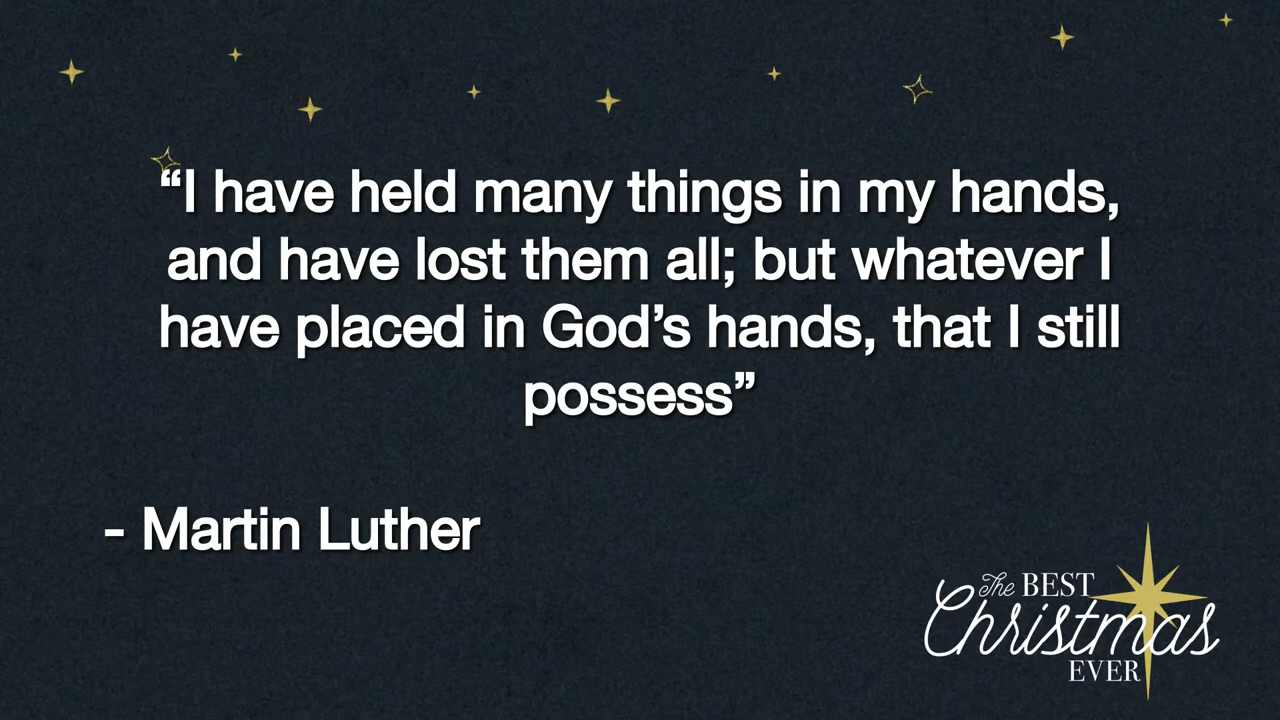 “I have held many things in my hands,
and have lost them all; but whatever I
have placed in God’s hands, that I still
possess”
- Martin Luther
The BEST
Christmas
EVER